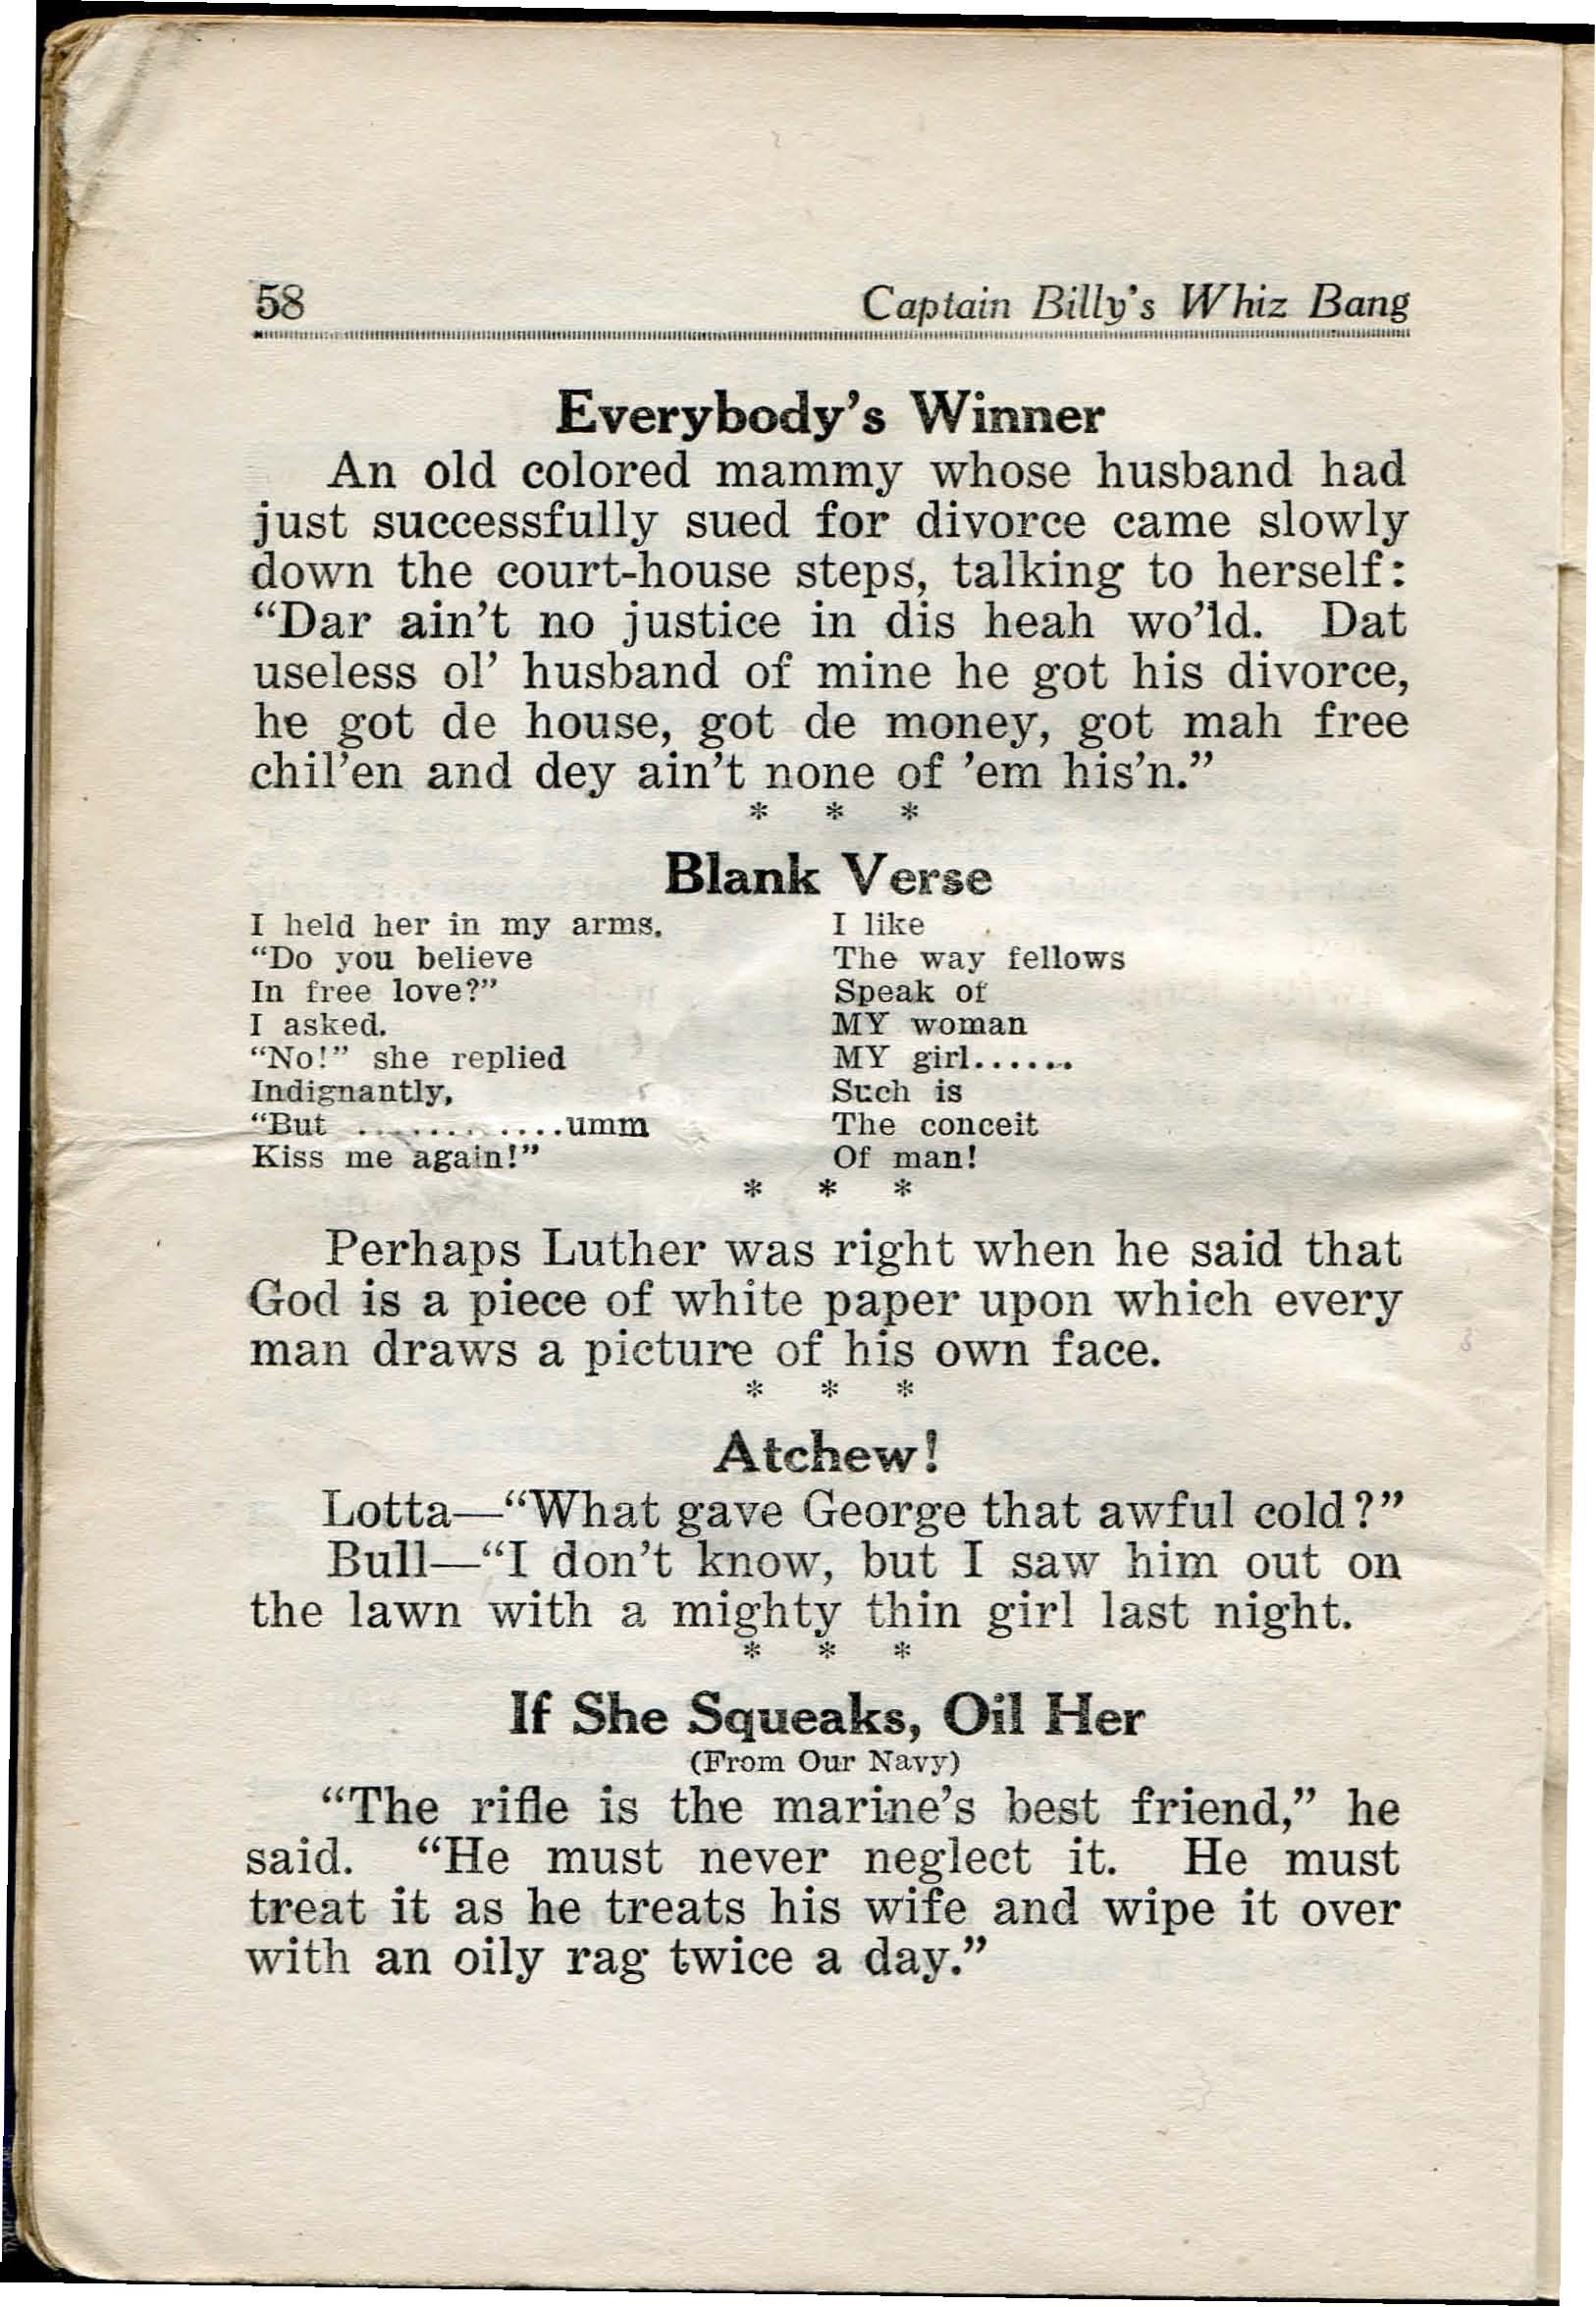 58 Captain Billy's Whiz Bang
Everybody's Winner
An old colored mammy whose husband had
just successfully sued for divorce came slowly
down the court-house steps, talking to herself:
“Dar ain't no justice in dis heah wo'ld. Dat
useless ol' husband of mine he got his divorce,
he got de house, got de money, got mah free
chil'en and dey ain't none of 'em his'n.”
* * *
Blank Verse
I held her in my arms.
“Do you believe
In free love?”
I asked.
“No!” she replied
Indignantly,
“But ............umm
Kiss me again!”
I like
The way fellows
Speak of
MY woman
MY girl......
Such is
The conceit
Of man!
* * *
Perhaps Luther was right when he said that
God is a piece of white paper upon which every
man draws a picture of his own face.
* * *
Atchew!
Lotta—“What gave George that awful cold?”
Bull—“I don't know, but I saw him out on
the lawn with a mighty thin girl last night.
* * *
If She Squeaks, Oil Her
(From Our Navy)
“The rifle is the marine's best friend,” he
said. “He must never neglect it. He must
treat it as he treats his wife and wipe it over
with an oily rag twice a day.”